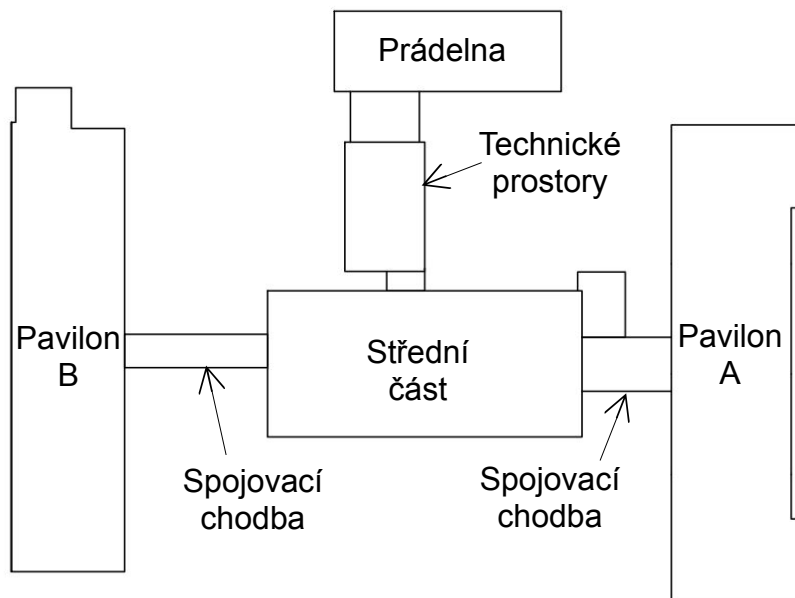 Prádelna
Technické
prostory
Pavilon
B
Střední
část
Pavilon
A
Spojovací
chodba
Spojovací
chodba